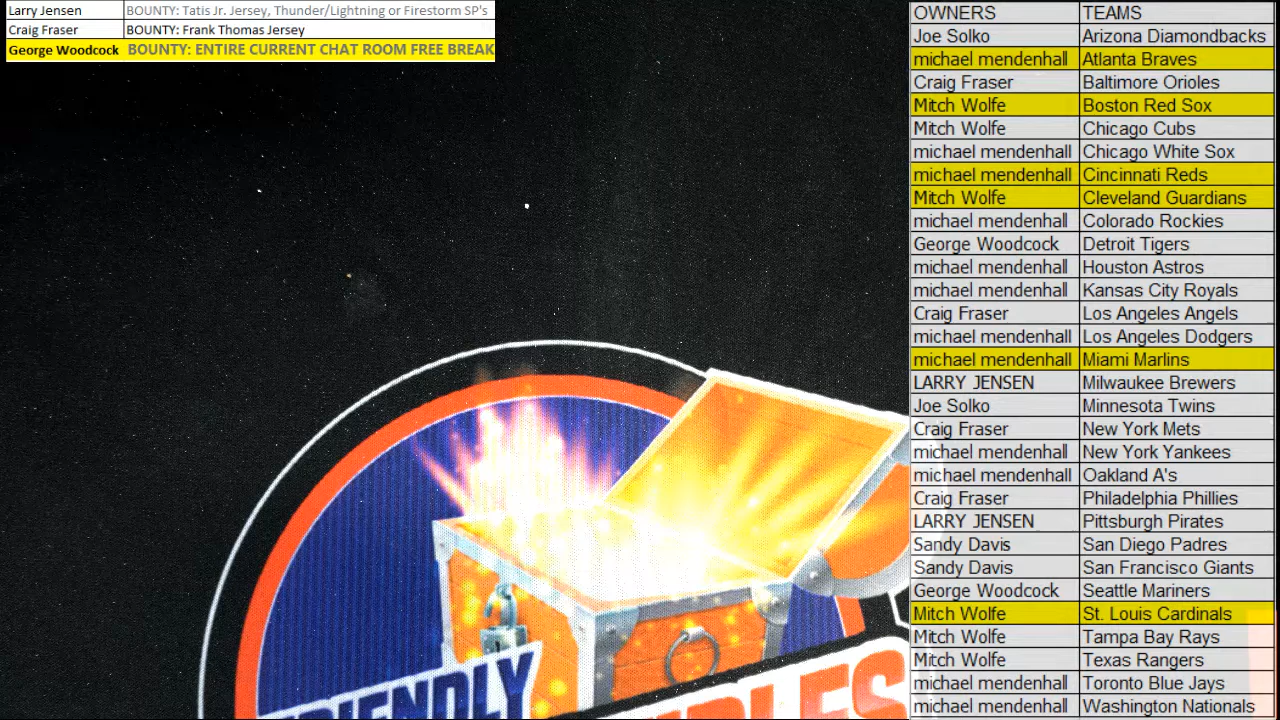 Larry Jensen BOUNTY: Tatis Jr. Jersey, Thunder/Lightning or Firestorm SP's
Craig Fraser BOUNTY: Frank Thomas Jersey
George Woodcock BOUNTY: ENTIRE CURRENT CHAT ROOM FREE BREAK
OWNERS TEAMS
Joe Solko Arizona Diamondbacks
michael mendenhall Atlanta Braves
Craig Fraser Baltimore Orioles
Mitch Wolfe Boston Red Sox
Mitch Wolfe Chicago Cubs
michael mendenhall Chicago White Sox
michael mendenhall Cincinnati Reds
Mitch Wolfe Cleveland Guardians
michael mendenhall Colorado Rockies
George Woodcock Detroit Tigers
michael mendenhall Houston Astros
michael mendenhall Kansas City Royals
Craig Fraser Los Angeles Angels
michael mendenhall Los Angeles Dodgers
michael mendenhall Miami Marlins
LARRY JENSEN Milwaukee Brewers
Joe Solko Minnesota Twins
Craig Fraser New York Mets
michael mendenhall New York Yankees
michael mendenhall Oakland A's
Craig Fraser Philadelphia Phillies
LARRY JENSEN Pittsburgh Pirates
Sandy Davis San Diego Padres
Sandy Davis San Francisco Giants
George Woodcock Seattle Mariners
Mitch Wolfe St. Louis Cardinals
Mitch Wolfe Tampa Bay Rays
Mitch Wolfe Texas Rangers
michael mendenhall Toronto Blue Jays
michael mendenhall Washington Nationals
FRIENDLY